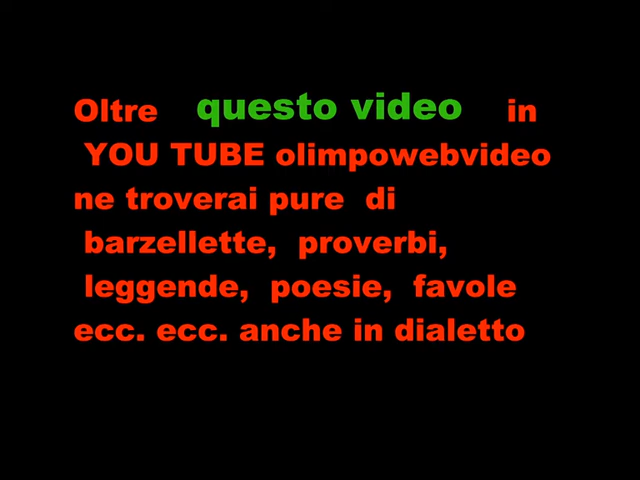 Oltre questo video in
YOU TUBE olimpowebvideo
ne troverai pure di
barzellette, proverbi,
leggende, poesie, favole
ecc. ecc. anche in dialetto